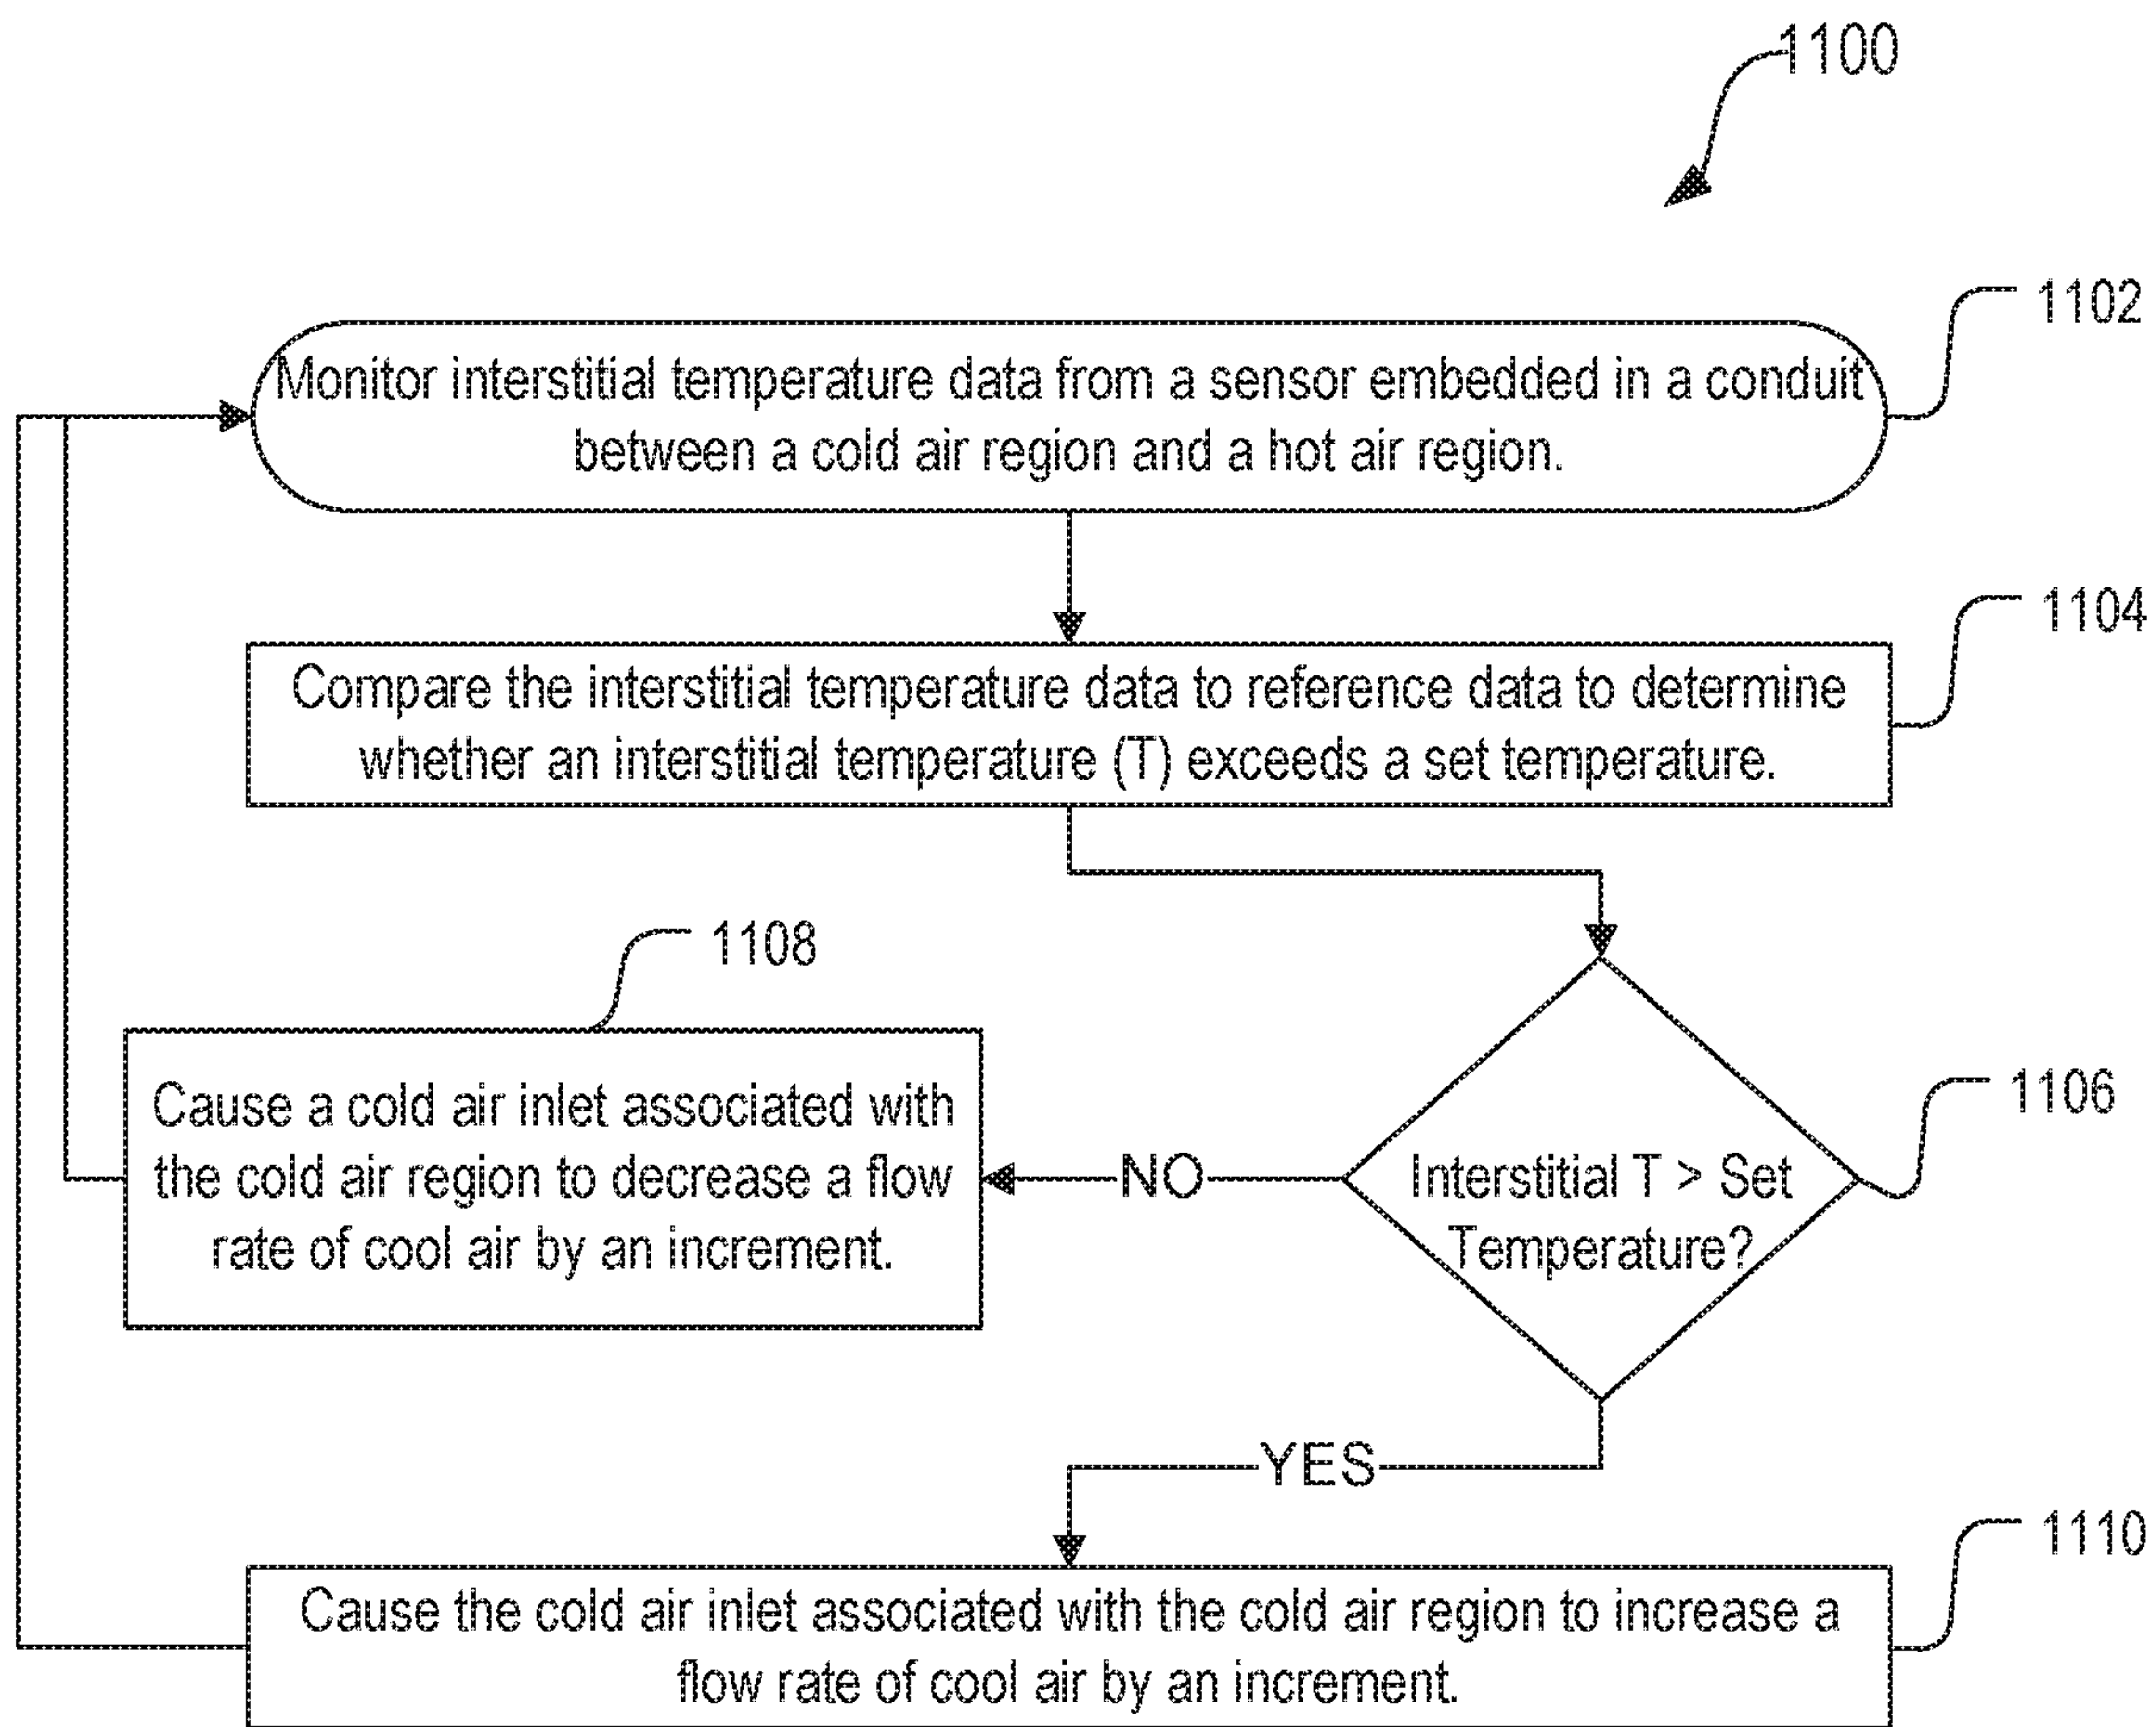 1100
Monitor interstitial temperature data from a sensor embedded in a conduit
between a cold air region and a hot air region.
1102
Compare the interstitial temperature data to reference data to determine
whether an interstitial temperature (T) exceeds a set temperature.
1104
1108
Cause a cold air inlet associated with
the cold air region to decrease a flow
rate of cool air by an increment.
NO
Interstitial T > Set
Temperature?
1106
YES
Cause the cold air inlet associated with the cold air region to increase a
flow rate of cool air by an increment.
1110